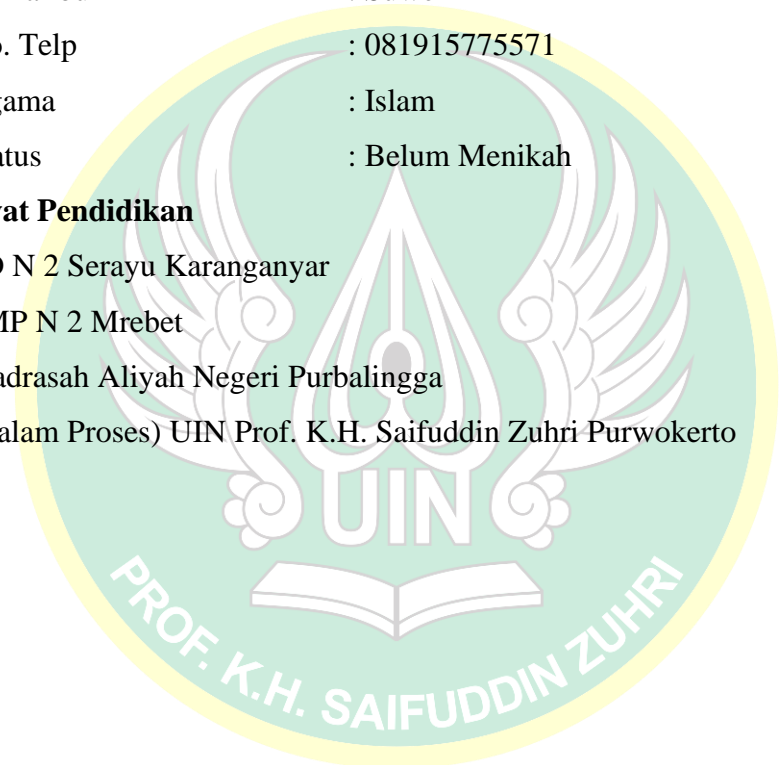 . Telp : 081915775571
gama : Islam
atus : Belum Menikah
yat Pendidikan
D N 2 Serayu Karanganyar
MP N 2 Mrebet
adrasah Aliyah Negeri Purbalingga
alam Proses) UIN Prof. K.H. Saifuddin Zuhri Purwokerto
UIN
PROF. K.H. SAIFUDDIN ZUHRI